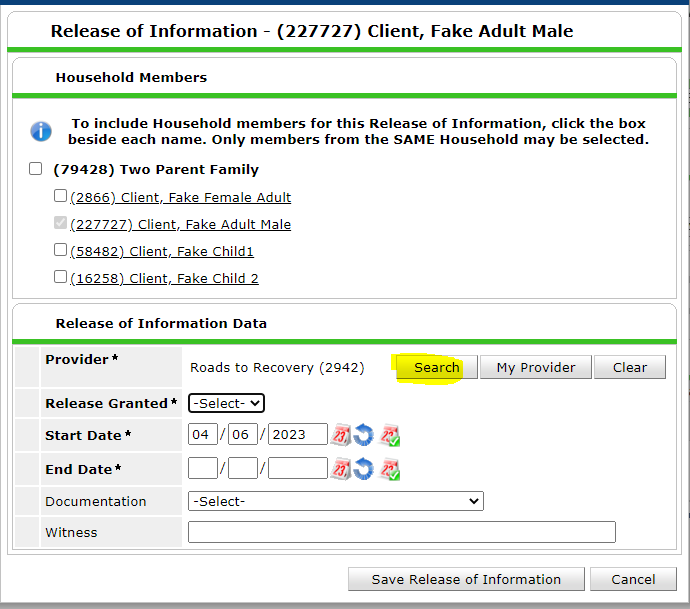 Release of Information - (227727) Client, Fake Adult Male
Household Members
To include Household members for this Release of Information, click the box
beside each name. Only members from the SAME Household may be selected.
(79428) Two Parent Family
(2866) Client, Fake Female Adult
(227727) Client, Fake Adult Male
(58482) Client, Fake Child1
(16258) Client, Fake Child 2
Release of Information Data
Provider* Roads to Recovery (2942) Search My Provider Clear
Release Granted* -Select-
Start Date* 04 / 06 / 2023 23 23
End Date* / / 23 23
Documentation -Select-
Witness
Save Release of Information Cancel